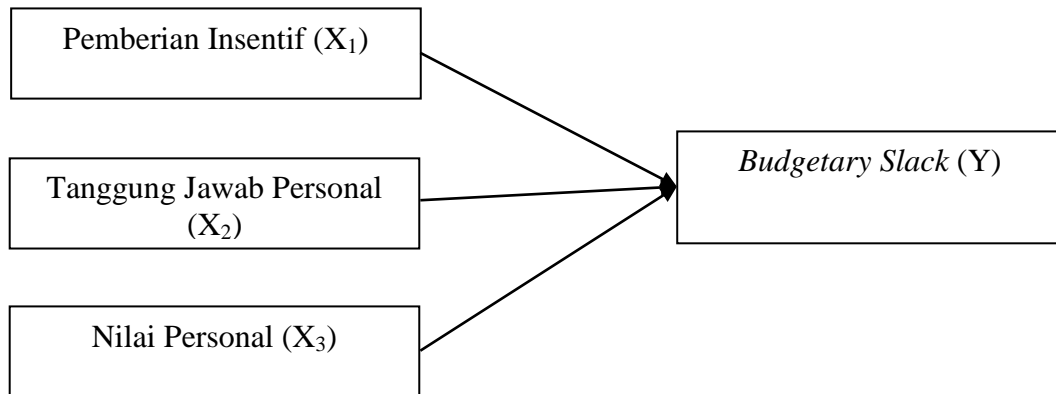 Pemberian Insentif (X₁)
Tanggung Jawab Personal
(X₂)
Nilai Personal (X₃)
Budgetary Slack (Y)